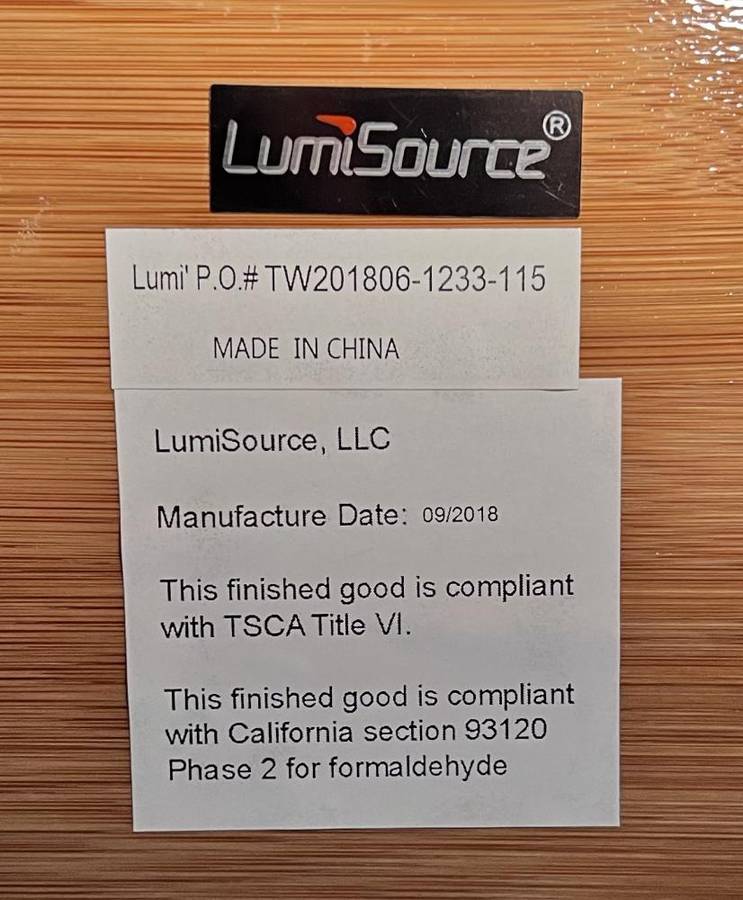 LumiSource®
Lumi' P.O.# TW201806-1233-115
MADE IN CHINA
LumiSource, LLC
Manufacture Date: 09/2018
This finished good is compliant
with TSCA Title VI.
This finished good is compliant
with California section 93120
Phase 2 for formaldehyde